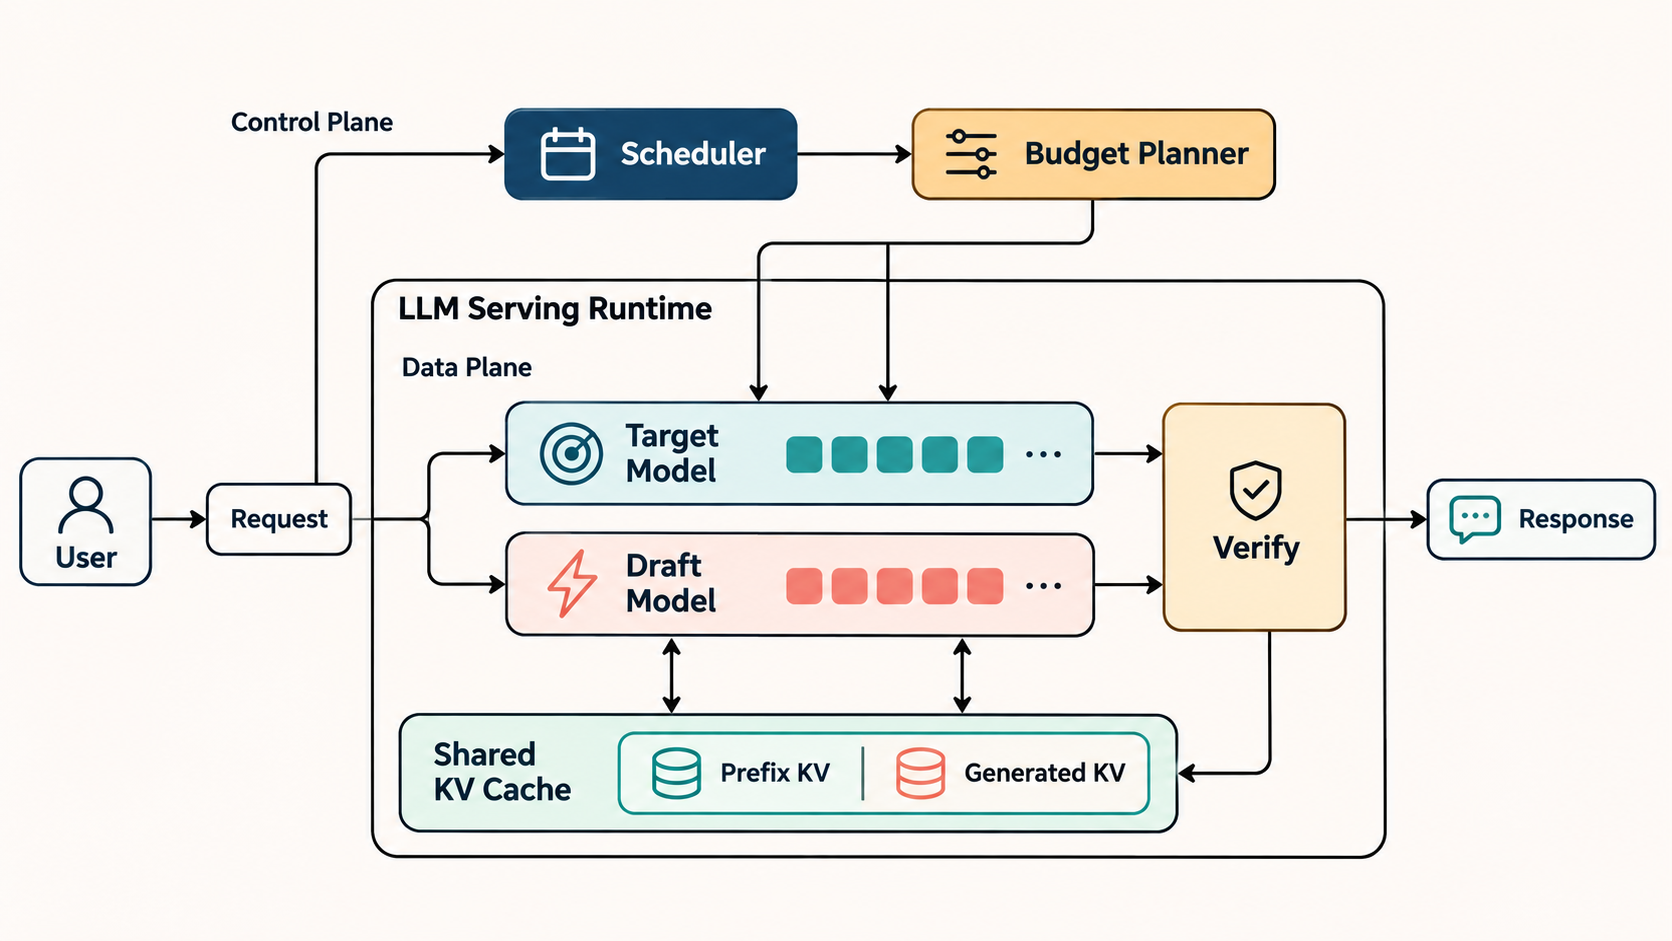 Control Plane
Scheduler
Budget Planner
LLM Serving Runtime
Data Plane
Target
Model
...
User
Request
Draft
Model
...
Verify
Response
Shared
KV Cache
Prefix KV
Generated KV